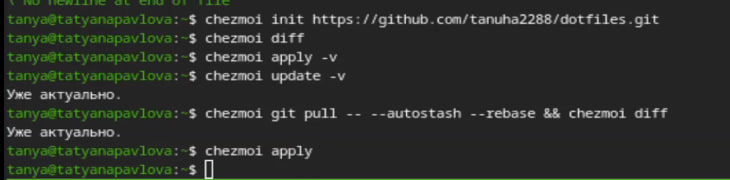 \ No newline at end of file
tanya@tatyanapavlova:~$ chezmoi init https://github.com/tanuha2288/dotfiles.git
tanya@tatyanapavlova:~$ chezmoi diff
tanya@tatyanapavlova:~$ chezmoi apply -v
tanya@tatyanapavlova:~$ chezmoi update -v
Уже актуально.
tanya@tatyanapavlova:~$ chezmoi git pull -- --autostash --rebase && chezmoi diff
Уже актуально.
tanya@tatyanapavlova:~$ chezmoi apply
tanya@tatyanapavlova:~$